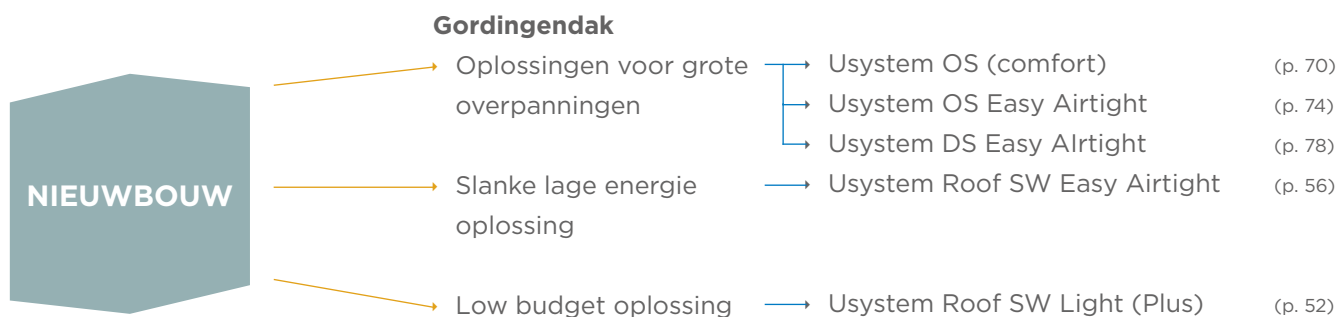 Gordingendak
NIEUWBOUW
Oplossingen voor grote
overpanningen
Usystem OS (comfort) (p. 70)
Usystem OS Easy Airtight (p. 74)
Usystem DS Easy AIrtight (p. 78)
Slanke lage energie
oplossing
Usystem Roof SW Easy Airtight (p. 56)
Low budget oplossing
Usystem Roof SW Light (Plus) (p. 52)